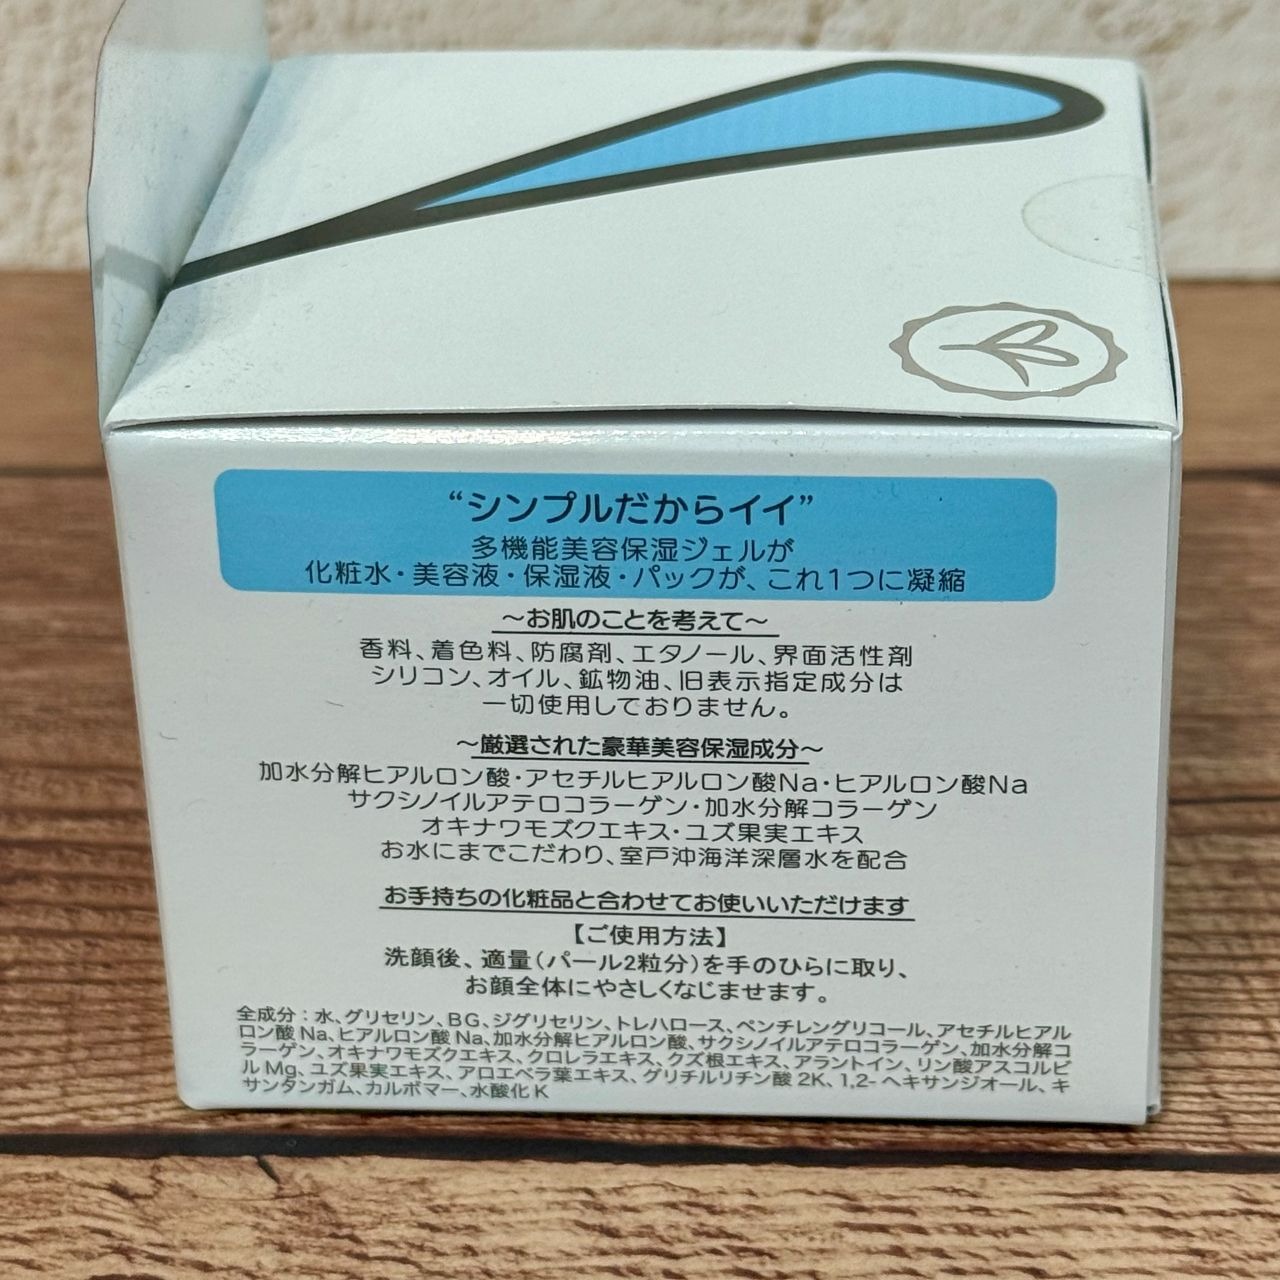 “シンプルだからイイ”
多機能美容保湿ジェルが
化粧水・美容液・保湿液・パックが、これ1つに凝縮
～お肌のことを考えて～
香料、着色料、防腐剤、エタノール、界面活性剤
シリコン、オイル、鉱物油、旧表示指定成分は
一切使用しておりません。
～厳選された豪華美容保湿成分～
加水分解ヒアルロン酸・アセチルヒアルロン酸Na・ヒアルロン酸Na
サクシノイルアテロコラーゲン・加水分解コラーゲン
オキナワモズクエキス・ユズ果実エキス
お水にまでこだわり、室戸沖海洋深層水を配合
お手持ちの化粧品と合わせてお使いいただけます
【ご使用方法】
洗顔後、適量（パール2粒分）を手のひらに取り、
お顔全体にやさしくなじませます。
全成分：水、グリセリン、BG、ジグリセリン、トレハロース、ペンチレングリコール、アセチルヒアル
ロン酸Na、ヒアルロン酸Na、加水分解ヒアルロン酸、サクシノイルアテロコラーゲン、加水分解コ
ラーゲン、オキナワモズクエキス、クロレラエキス、クズ根エキス、アラントイン、リン酸アスコルビ
ルMg、ユズ果実エキス、アロエベラ葉エキス、グリチルリチン酸2K、1,2-ヘキサンジオール、キ
サンタンガム、カルボマー、水酸化K